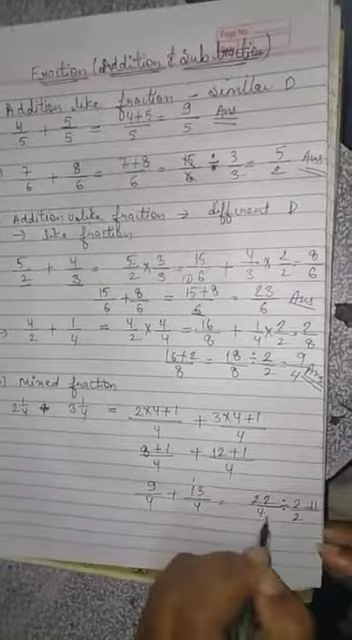 Page No.
Fraction (Addition & Subtraction)
Addition like fraction - Similar D
4/5 + 5/5 = 4+5/5 = 9/5 Ans
7/6 + 8/6 = 7+8/6 = 15/6 ÷ 3/3 = 5/2 Ans
Addition unlike fraction → different D
→ like fraction
5/2 + 4/3 = 5/2 × 3/3 = 15/6 + 4/3 × 2/2 = 8/6
15/6 + 8/6 = 15+8/6 = 23/6 Ans
→ 4/2 + 1/4 = 4/2 × 4/4 = 16/8 + 1/4 × 2/2 = 2/8
16+2/8 = 18/8 ÷ 2/2 = 9/4 Ans
Mixed fraction
2 1/4 + 3 1/4 = 2×4+1/4 + 3×4+1/4
8+1/4 + 12+1/4
9/4 + 13/4 = 22/4 ÷ 2/2 = 11